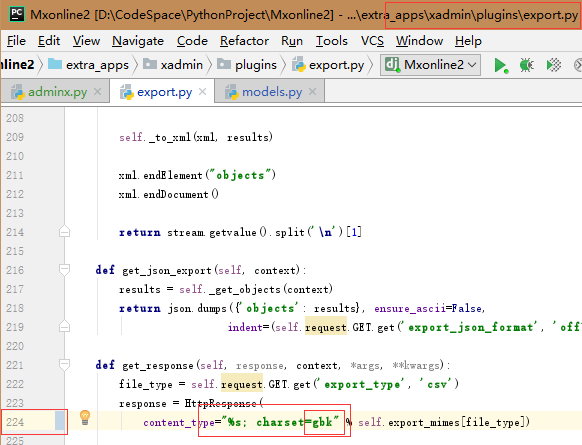 Mxonline2 [D:\CodeSpace\PythonProject\Mxonline2] - ...\extra_apps\xadmin\plugins\export.py
File Edit View Navigate Code Refactor Run Tools VCS Window Help
nline2 extra_apps xadmin plugins export.py Mxonline2
adminx.py export.py models.py
208
209 self._to_xml(xml, results)
210
211 xml.endElement("objects")
212 xml.endDocument()
213
214 return stream.getvalue().split('\n')[1]
215
216 def get_json_export(self, context):
217 results = self._get_objects(context)
218 return json.dumps({'objects': results}, ensure_ascii=False,
219 indent=(self.request.GET.get('export_json_format', 'off
220
221 def get_response(self, response, context, *args, **kwargs):
222 file_type = self.request.GET.get('export_type', 'csv')
223 response = HttpResponse(
224 content_type="%s; charset=gbk" % self.export_mimes[file_type])